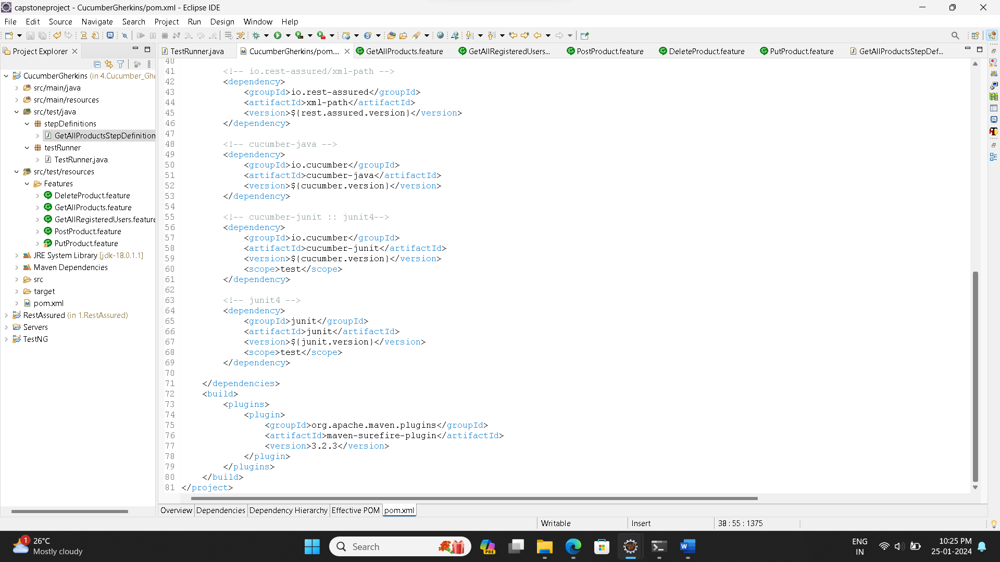 capstoneproject - CucumberGherkins/pom.xml - Eclipse IDE
File Edit Source Navigate Search Project Run Design Window Help
Project Explorer
TestRunner.java
CucumberGherkins/pom....
GetAllProducts.feature
GetAllRegisteredUsers...
PostProduct.feature
DeleteProduct.feature
PutProduct.feature
GetAllProductsStepDef...
CucumberGherkins (in 4.Cucumber_Ghe
src/main/java
src/main/resources
src/test/java
stepDefinitions
GetAllProductsStepDefinition
testRunner
TestRunner.java
src/test/resources
Features
DeleteProduct.feature
GetAllProducts.feature
GetAllRegisteredUsers.feature
PostProduct.feature
PutProduct.feature
JRE System Library [jdk-18.0.1.1]
Maven Dependencies
src
target
pom.xml
RestAssured (in 1.RestAssured)
Servers
TestNG
40
41 <!-- io.rest-assured/xml-path -->
42 <dependency>
43 <groupId>io.rest-assured</groupId>
44 <artifactId>xml-path</artifactId>
45 <version>${rest.assured.version}</version>
46 </dependency>
47
48 <!-- cucumber-java -->
49 <dependency>
50 <groupId>io.cucumber</groupId>
51 <artifactId>cucumber-java</artifactId>
52 <version>${cucumber.version}</version>
53 </dependency>
54
55 <!-- cucumber-junit :: junit4-->
56 <dependency>
57 <groupId>io.cucumber</groupId>
58 <artifactId>cucumber-junit</artifactId>
59 <version>${cucumber.version}</version>
60 <scope>test</scope>
61 </dependency>
62
63 <!-- junit4 -->
64 <dependency>
65 <groupId>junit</groupId>
66 <artifactId>junit</artifactId>
67 <version>${junit.version}</version>
68 <scope>test</scope>
69 </dependency>
70
71 </dependencies>
72 <build>
73 <plugins>
74 <plugin>
75 <groupId>org.apache.maven.plugins</groupId>
76 <artifactId>maven-surefire-plugin</artifactId>
77 <version>3.2.3</version>
78 </plugin>
79 </plugins>
80 </build>
81 </project>
Overview Dependencies Dependency Hierarchy Effective POM pom.xml
Writable Insert 38 : 55 : 1375
1
26°C
Mostly cloudy
Search
PRE
ENG
IN
10:25 PM
25-01-2024